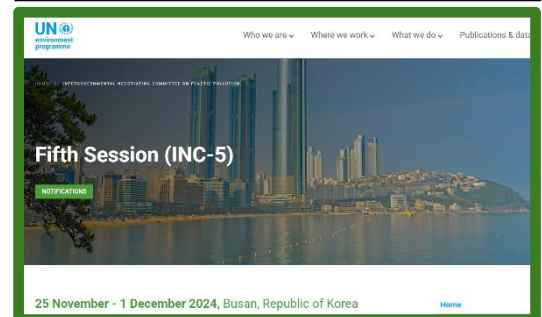 UN
environment
programme
Who we are Where we work What we do Publications & data
HOME INTERGOVERNMENTAL NEGOTIATING COMMITTEE ON PLASTIC POLLUTION
Fifth Session (INC-5)
NOTIFICATIONS
25 November - 1 December 2024, Busan, Republic of Korea
Home